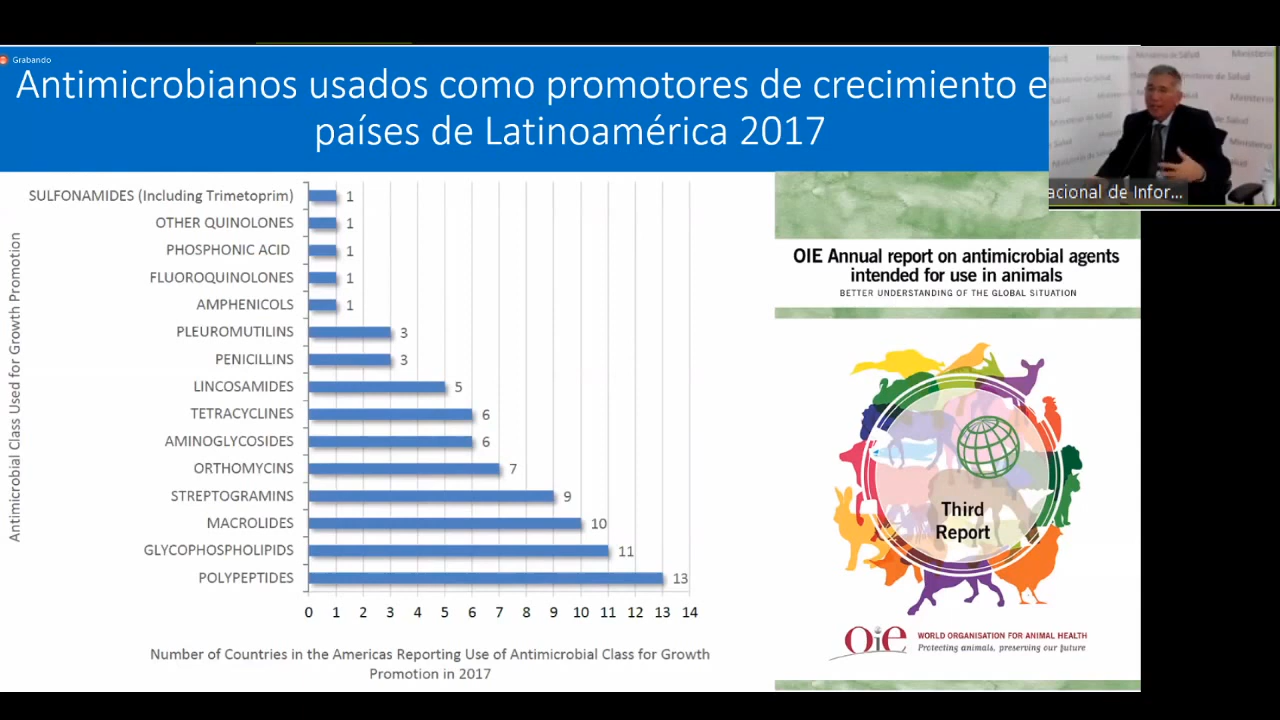 Grabando
Antimicrobianos usados como promotores de crecimiento e
países de Latinoamérica 2017
acional de Infor...
Antimicrobial Class Used for Growth Promotion
SULFONAMIDES (Including Trimetoprim) 1
OTHER QUINOLONES 1
PHOSPHONIC ACID 1
FLUOROQUINOLONES 1
AMPHENICOLS 1
PLEUROMUTILINS 3
PENICILLINS 3
LINCOSAMIDES 5
TETRACYCLINES 6
AMINOGLYCOSIDES 6
ORTHOMYCINS 7
STREPTOGRAMINS 9
MACROLIDES 10
GLYCOPHOSPHOLIPIDS 11
POLYPEPTIDES 13
0 1 2 3 4 5 6 7 8 9 10 11 12 13 14
Number of Countries in the Americas Reporting Use of Antimicrobial Class for Growth
Promotion in 2017
OIE Annual report on antimicrobial agents
intended for use in animals
BETTER UNDERSTANDING OF THE GLOBAL SITUATION
Third
Report
OiE
WORLD ORGANISATION FOR ANIMAL HEALTH
Protecting animals, preserving our future